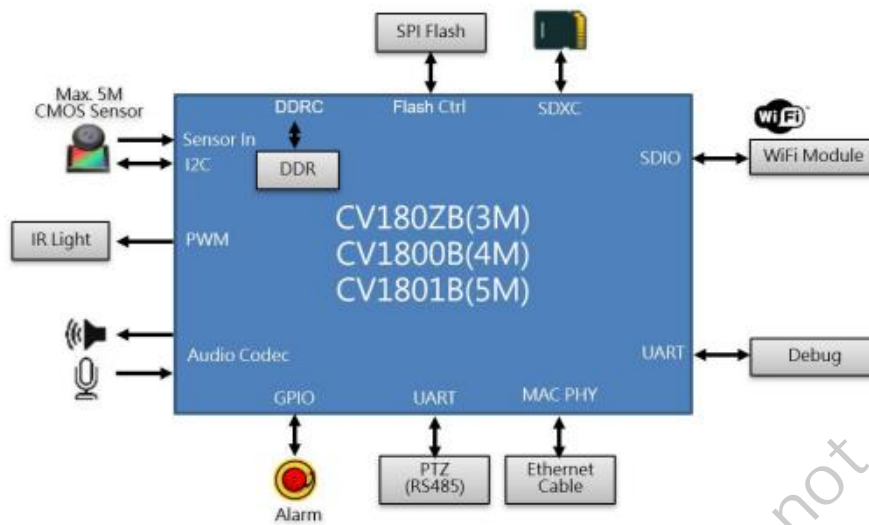 SPI Flash
Max. 5M
CMOS Sensor
DDRC
Flash Ctrl
SDXC
Sensor In
I2C
DDR
WiFi
SDIO
WiFi Module
CV180ZB(3M)
CV1800B(4M)
CV1801B(5M)
IR Light
PWM
Audio Codec
UART
Debug
GPIO
UART
MAC PHY
PTZ
(RS485)
Ethernet
Cable
Alarm
not